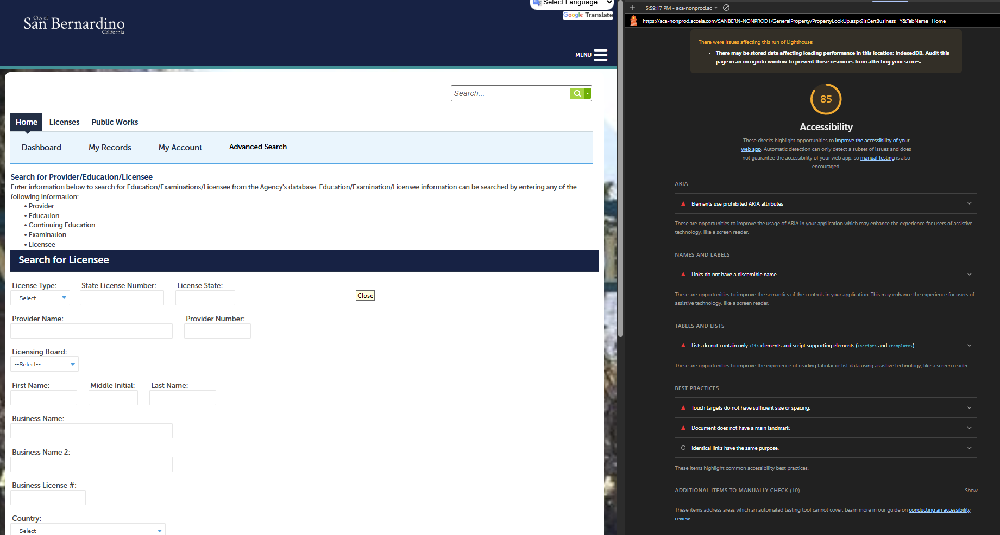 Select Language
Google Translate
City of
San Bernardino
California
MENU
Search...
Home
Licenses
Public Works
Dashboard
My Records
My Account
Advanced Search
Search for Provider/Education/Licensee
Enter information below to search for Education/Examinations/Licensee from the Agency's database. Education/Examination/Licensee information can be searched by entering any of the
following information:
• Provider
• Education
• Continuing Education
• Examination
• Licensee
Search for Licensee
License Type:
State License Number:
License State:
--Select--
Close
Provider Name:
Provider Number:
Licensing Board:
--Select--
First Name:
Middle Initial:
Last Name:
Business Name:
Business Name 2:
Business License #:
Country:
--Select--
5:59:17 PM - aca-nonprod.ac
https://aca-nonprod.accela.com/SANBERN-NONPROD1/GeneralProperty/PropertyLookUp.aspx?isCertBusiness=Y&TabName=Home
There were issues affecting this run of Lighthouse:
• There may be stored data affecting loading performance in this location: IndexedDB. Audit this
page in an incognito window to prevent those resources from affecting your scores.
85
Accessibility
These checks highlight opportunities to improve the accessibility of your
web app. Automatic detection can only detect a subset of issues and does
not guarantee the accessibility of your web app, so manual testing is also
encouraged.
ARIA
Elements use prohibited ARIA attributes
These are opportunities to improve the usage of ARIA in your application which may enhance the experience for users of assistive
technology, like a screen reader.
NAMES AND LABELS
Links do not have a discernible name
These are opportunities to improve the semantics of the controls in your application. This may enhance the experience for users of
assistive technology, like a screen reader.
TABLES AND LISTS
Lists do not contain only <li> elements and script supporting elements (<script> and <template>).
These are opportunities to improve the experience of reading tabular or list data using assistive technology, like a screen reader.
BEST PRACTICES
Touch targets do not have sufficient size or spacing.
Document does not have a main landmark.
Identical links have the same purpose.
These items highlight common accessibility best practices.
ADDITIONAL ITEMS TO MANUALLY CHECK (10)
Show
These items address areas which an automated testing tool cannot cover. Learn more in our guide on conducting an accessibility
review.